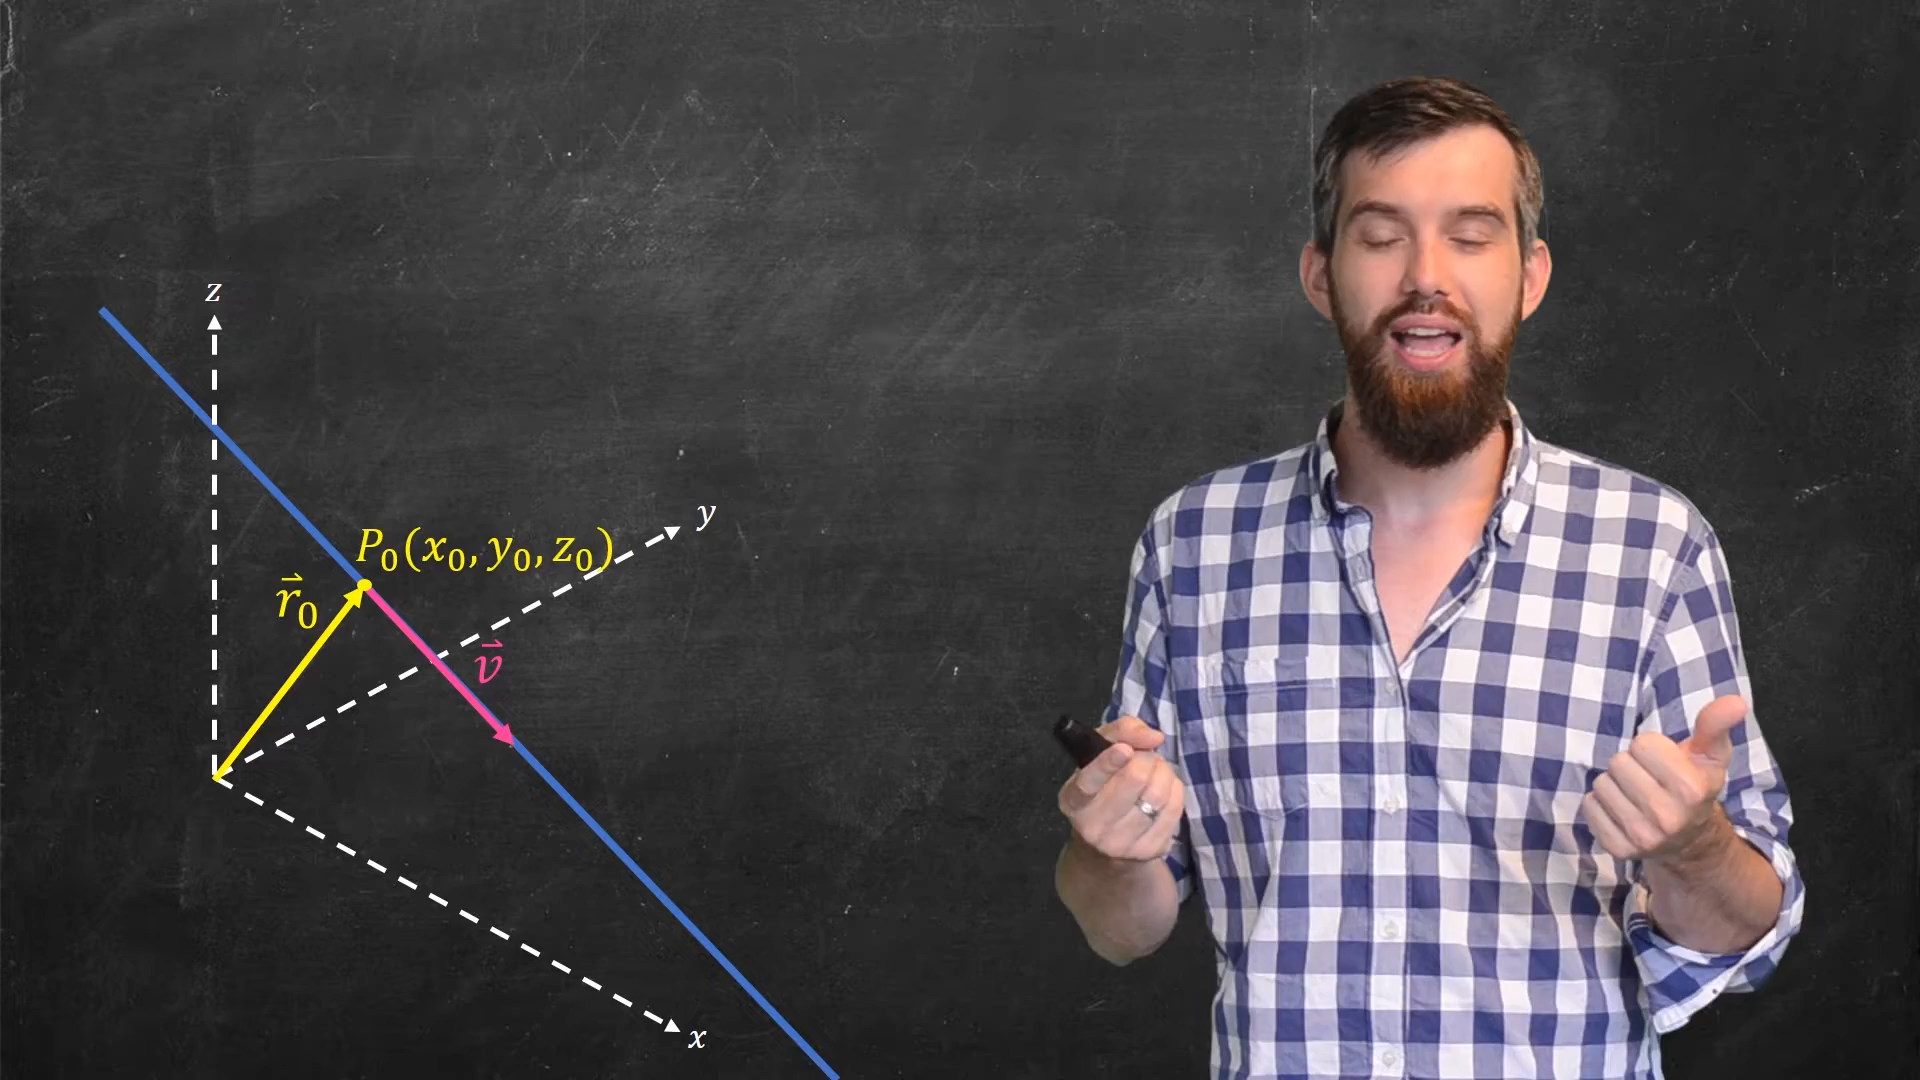 z
y
P₀(x₀, y₀, z₀)
r⃗₀
v⃗
x